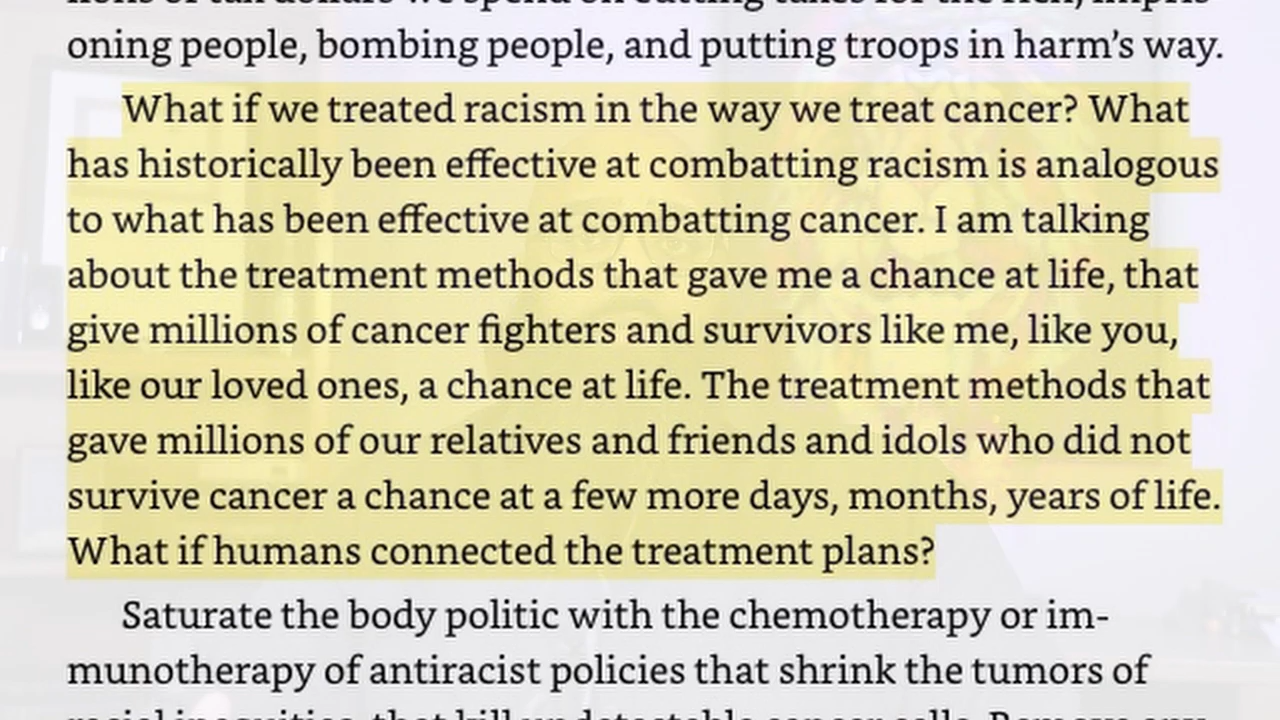 oning people, bombing people, and putting troops in harm’s way.
What if we treated racism in the way we treat cancer? What
has historically been effective at combatting racism is analogous
to what has been effective at combatting cancer. I am talking
about the treatment methods that gave me a chance at life, that
give millions of cancer fighters and survivors like me, like you,
like our loved ones, a chance at life. The treatment methods that
gave millions of our relatives and friends and idols who did not
survive cancer a chance at a few more days, months, years of life.
What if humans connected the treatment plans?
Saturate the body politic with the chemotherapy or im-
munotherapy of antiracist policies that shrink the tumors of